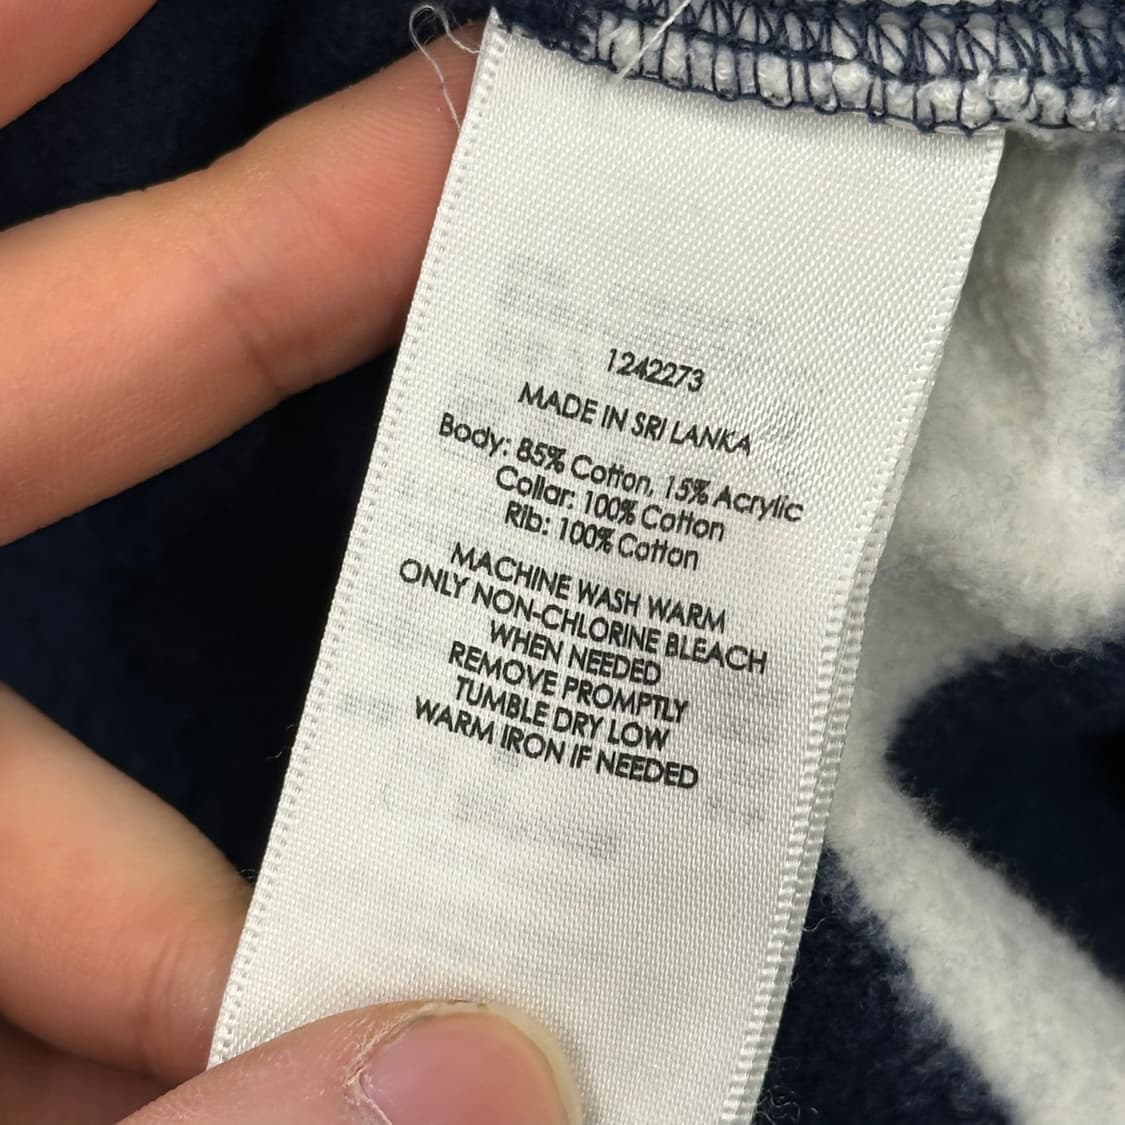 1242273
MADE IN SRI LANKA
Body: 85% Cotton, 15% Acrylic
Collar: 100% Cotton
Rib: 100% Cotton
MACHINE WASH WARM
ONLY NON-CHLORINE BLEACH
WHEN NEEDED
REMOVE PROMPTLY
TUMBLE DRY LOW
WARM IRON IF NEEDED